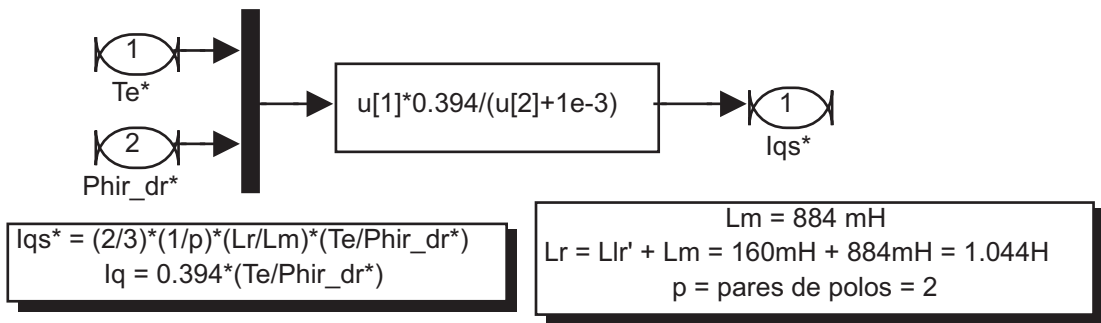 1
Te*
2
Phir_dr*
u[1]*0.394/(u[2]+1e-3)
1
Iqs*
Iqs* = (2/3)*(1/p)*(Lr/Lm)*(Te/Phir_dr*)
Iq = 0.394*(Te/Phir_dr*)
Lm = 884 mH
Lr = Llr' + Lm = 160mH + 884mH = 1.044H
p = pares de polos = 2